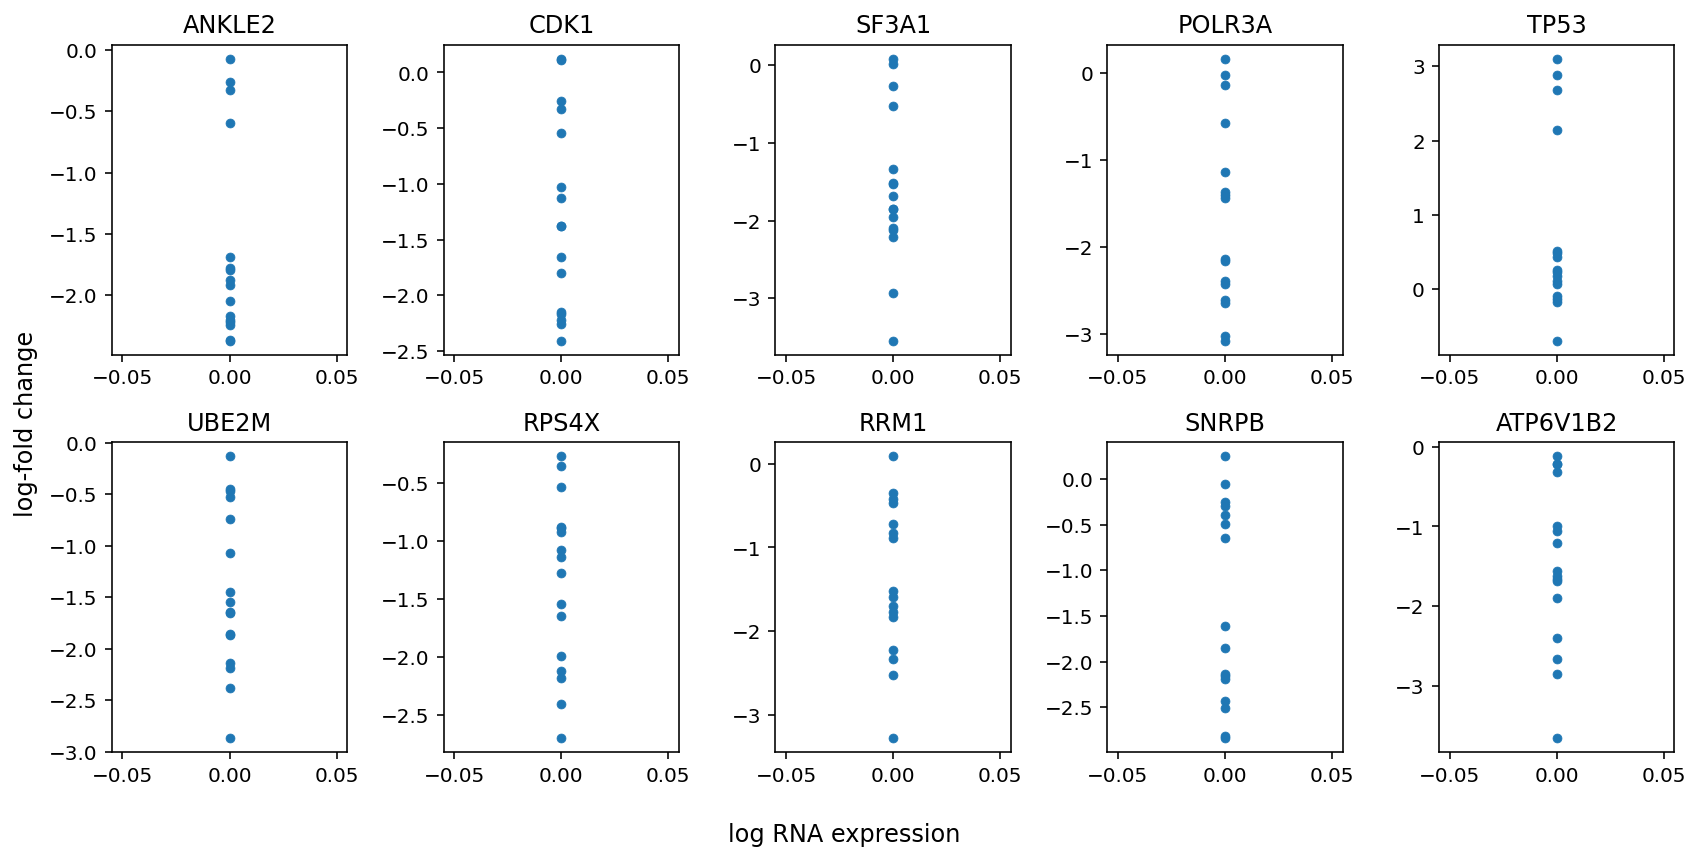 ANKLE2 CDK1 SF3A1 POLR3A TP53
0.0 0.0 0 0 3
−0.5 −0.5 −1 −1 2
−1.0 −1.0 −2 −2 1
−1.5 −1.5 −3 −3 0
−2.0 −2.0
−2.5
−0.05 0.00 0.05 −0.05 0.00 0.05 −0.05 0.00 0.05 −0.05 0.00 0.05 −0.05 0.00 0.05
log-fold change
UBE2M RPS4X RRM1 SNRPB ATP6V1B2
0.0 −0.5 0 0.0 0
−0.5 −1.0 −1 −0.5 −1
−1.0 −1.5 −2 −1.0 −2
−1.5 −2.0 −3 −1.5 −3
−2.0 −2.5 −2.0
−2.5 −2.5
−3.0
−0.05 0.00 0.05 −0.05 0.00 0.05 −0.05 0.00 0.05 −0.05 0.00 0.05 −0.05 0.00 0.05
log RNA expression